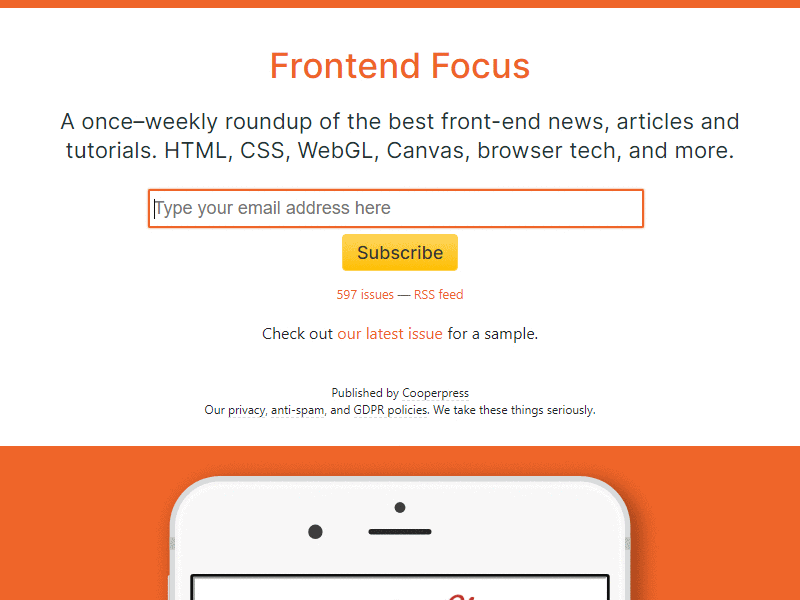 Frontend Focus
A once–weekly roundup of the best front-end news, articles and
tutorials. HTML, CSS, WebGL, Canvas, browser tech, and more.
Type your email address here
Subscribe
597 issues — RSS feed
Check out our latest issue for a sample.
Published by Cooperpress
Our privacy, anti-spam, and GDPR policies. We take these things seriously.